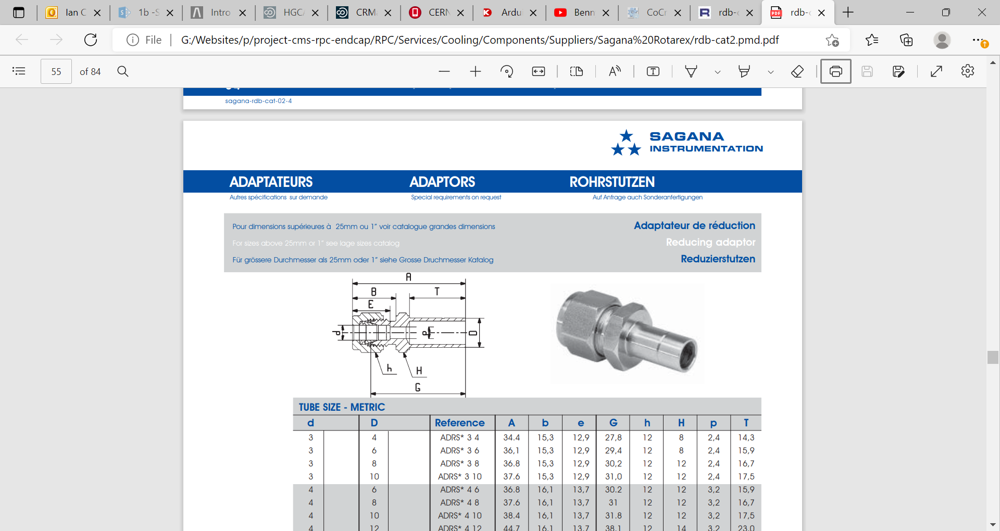 Ian C
1b -S
Intro
HGC
CRM
CERN
Ardu
Benn
CoCr
rdb-c
rdb-c
File
G:/Websites/p/project-cms-rpc-endcap/RPC/Services/Cooling/Components/Suppliers/Sagana%20Rotarex/rdb-cat2.pmd.pdf
55 of 84
sagana-rdb-cat-02-4
SAGANA
INSTRUMENTATION
ADAPTATEURS ADAPTORS ROHRSTUTZEN
Autres spécifications sur demande Special requirements on request Auf Anfrage auch Sonderanfertigungen
Pour dimensions supérieures à 25mm ou 1" voir catalogue grandes dimensions Adaptateur de réduction
For sizes above 25mm or 1" see lage sizes catalog Reducing adaptor
Für grössere Durchmesser als 25mm oder 1" siehe Grosse Druchmesser Katalog Reduzierstutzen
A
B T
E
d p D
h H
G
TUBE SIZE - METRIC
d D Reference A b e G h H p T
3 4 ADRS* 3 4 34.4 15,3 12,9 27,8 12 8 2,4 14,3
3 6 ADRS* 3 6 36,1 15,3 12,9 29,4 12 8 2,4 15,9
3 8 ADRS* 3 8 36.8 15,3 12,9 30,2 12 12 2,4 16,7
3 10 ADRS* 3 10 37.6 15,3 12,9 31,0 12 12 2,4 17,5
4 6 ADRS* 4 6 36.8 16,1 13,7 30.2 12 12 3,2 15,9
4 8 ADRS* 4 8 37.6 16,1 13,7 31 12 12 3,2 16,7
4 10 ADRS* 4 10 38.4 16,1 13,7 31.8 12 12 3,2 17,5
4 12 ADRS* 4 12 44.7 16.1 13.7 38.1 12 14 3.2 23.0